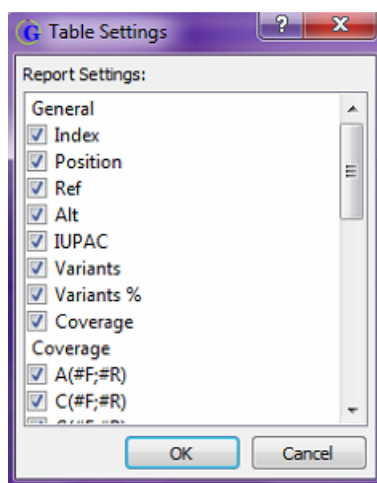 G Table Settings ? X
Report Settings:
General
Index
Position
Ref
Alt
IUPAC
Variants
Variants %
Coverage
Coverage
A(#F;#R)
C(#F;#R)
OK Cancel